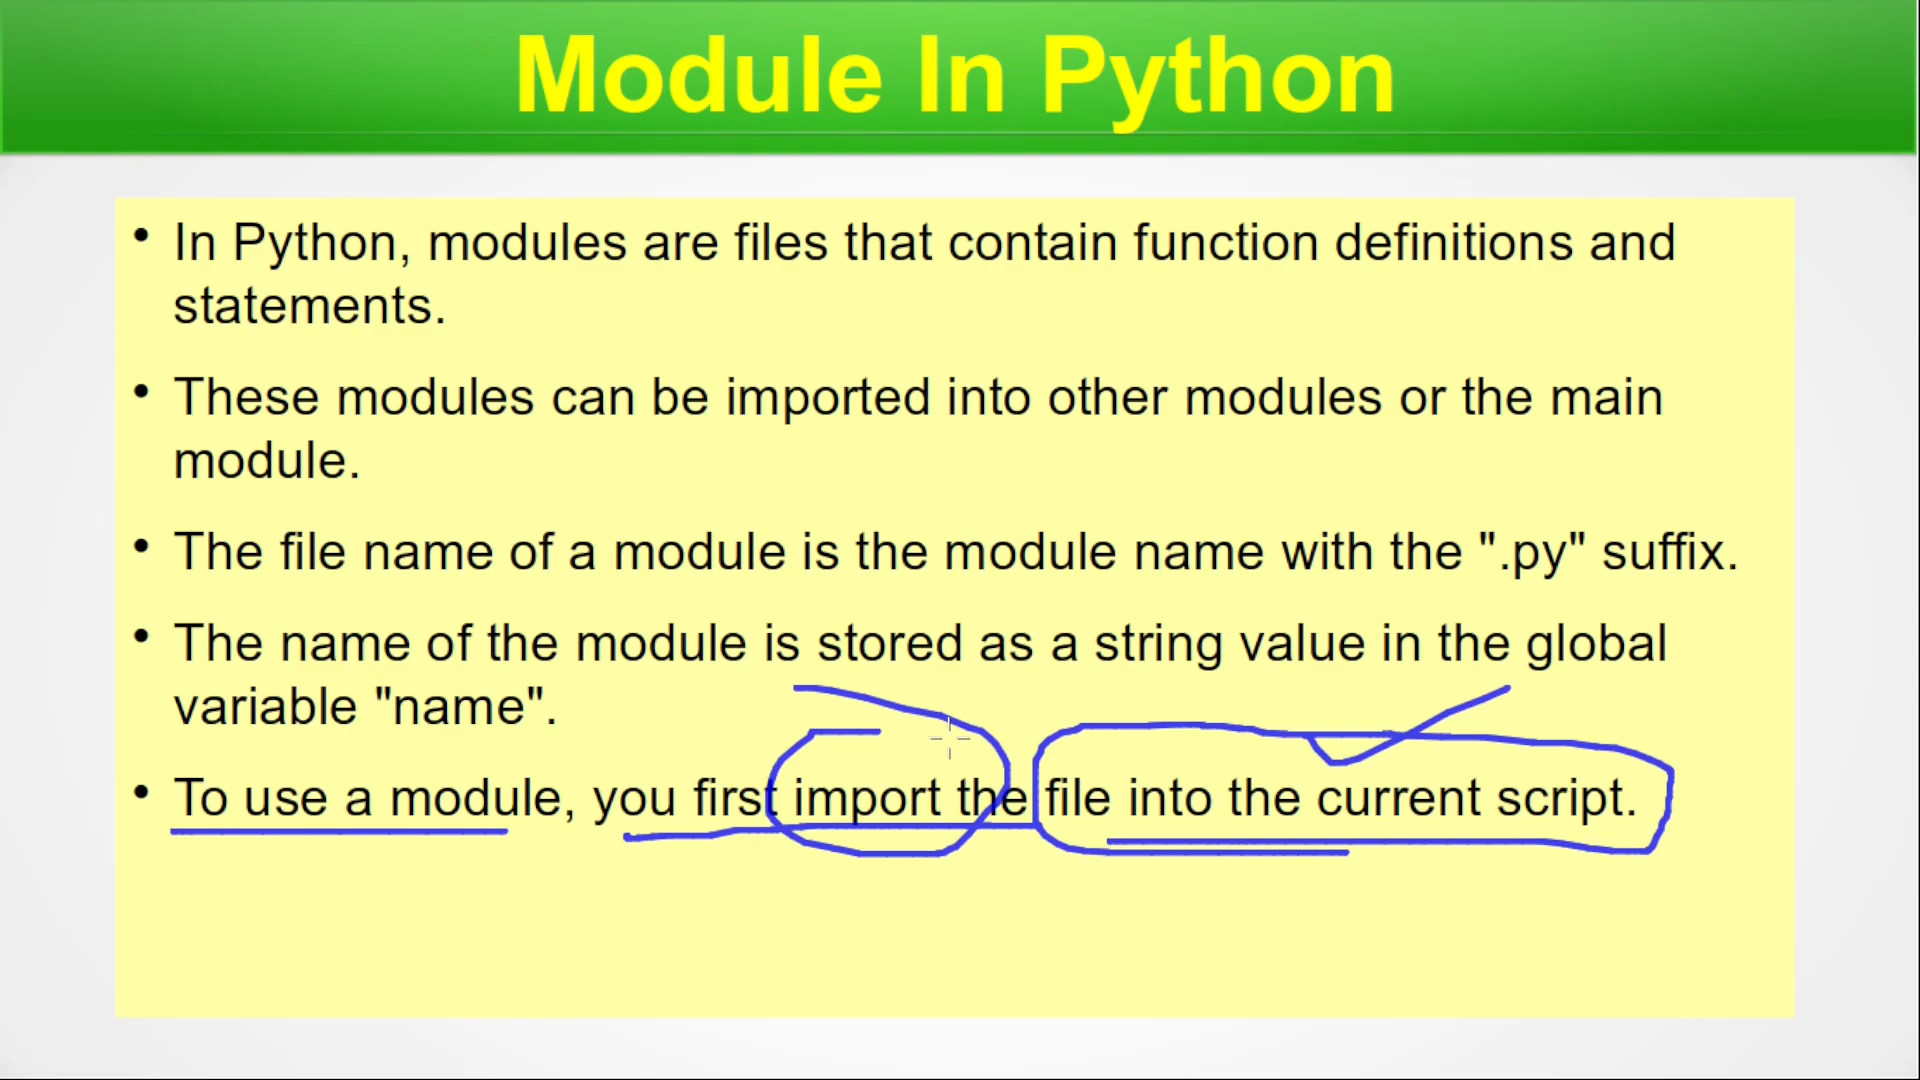 Module In Python
• In Python, modules are files that contain function definitions and
statements.
• These modules can be imported into other modules or the main
module.
• The file name of a module is the module name with the ".py" suffix.
• The name of the module is stored as a string value in the global
variable "name".
• To use a module, you first import the file into the current script.